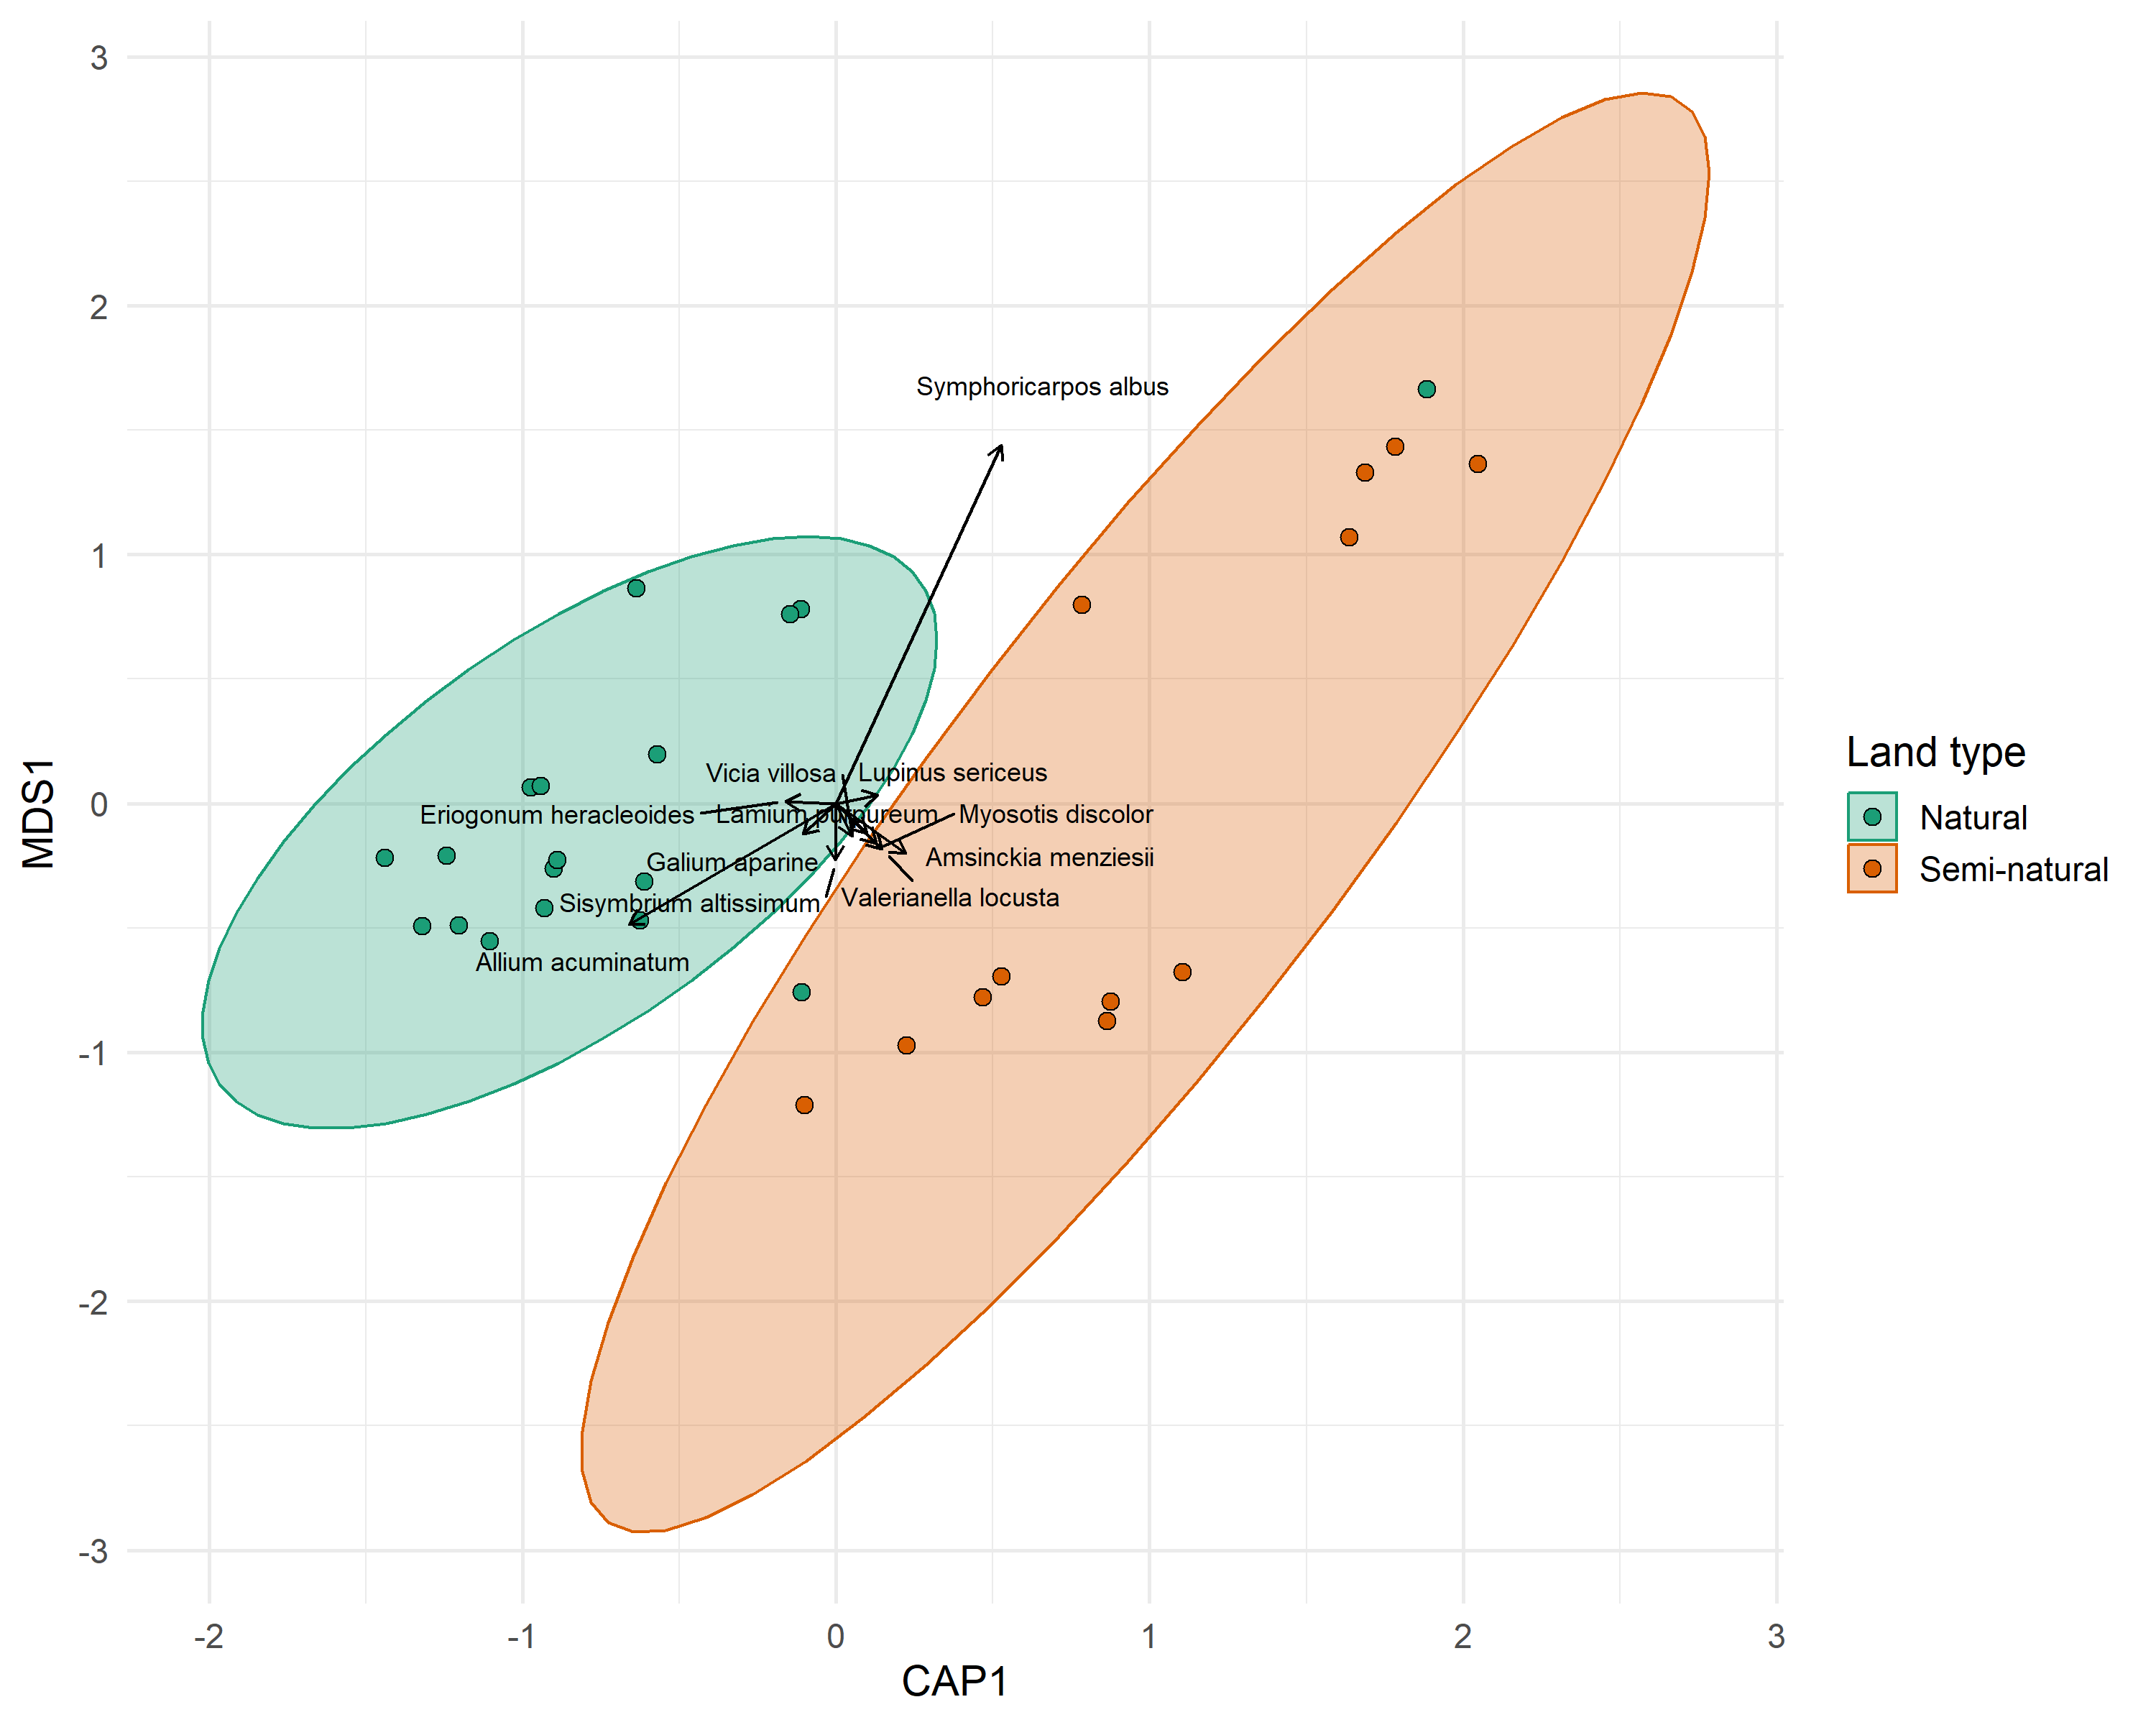 3
2
1
0
-1
-2
-3
MDS1
Symphoricarpos albus
Vicia villosa
Lupinus sericeus
Eriogonum heracleoides
Lamium purpureum
Myosotis discolor
Galium aparine
Amsinckia menziesii
Sisymbrium altissimum
Valerianella locusta
Allium acuminatum
-2
-1
0
1
2
3
CAP1
Land type
Natural
Semi-natural